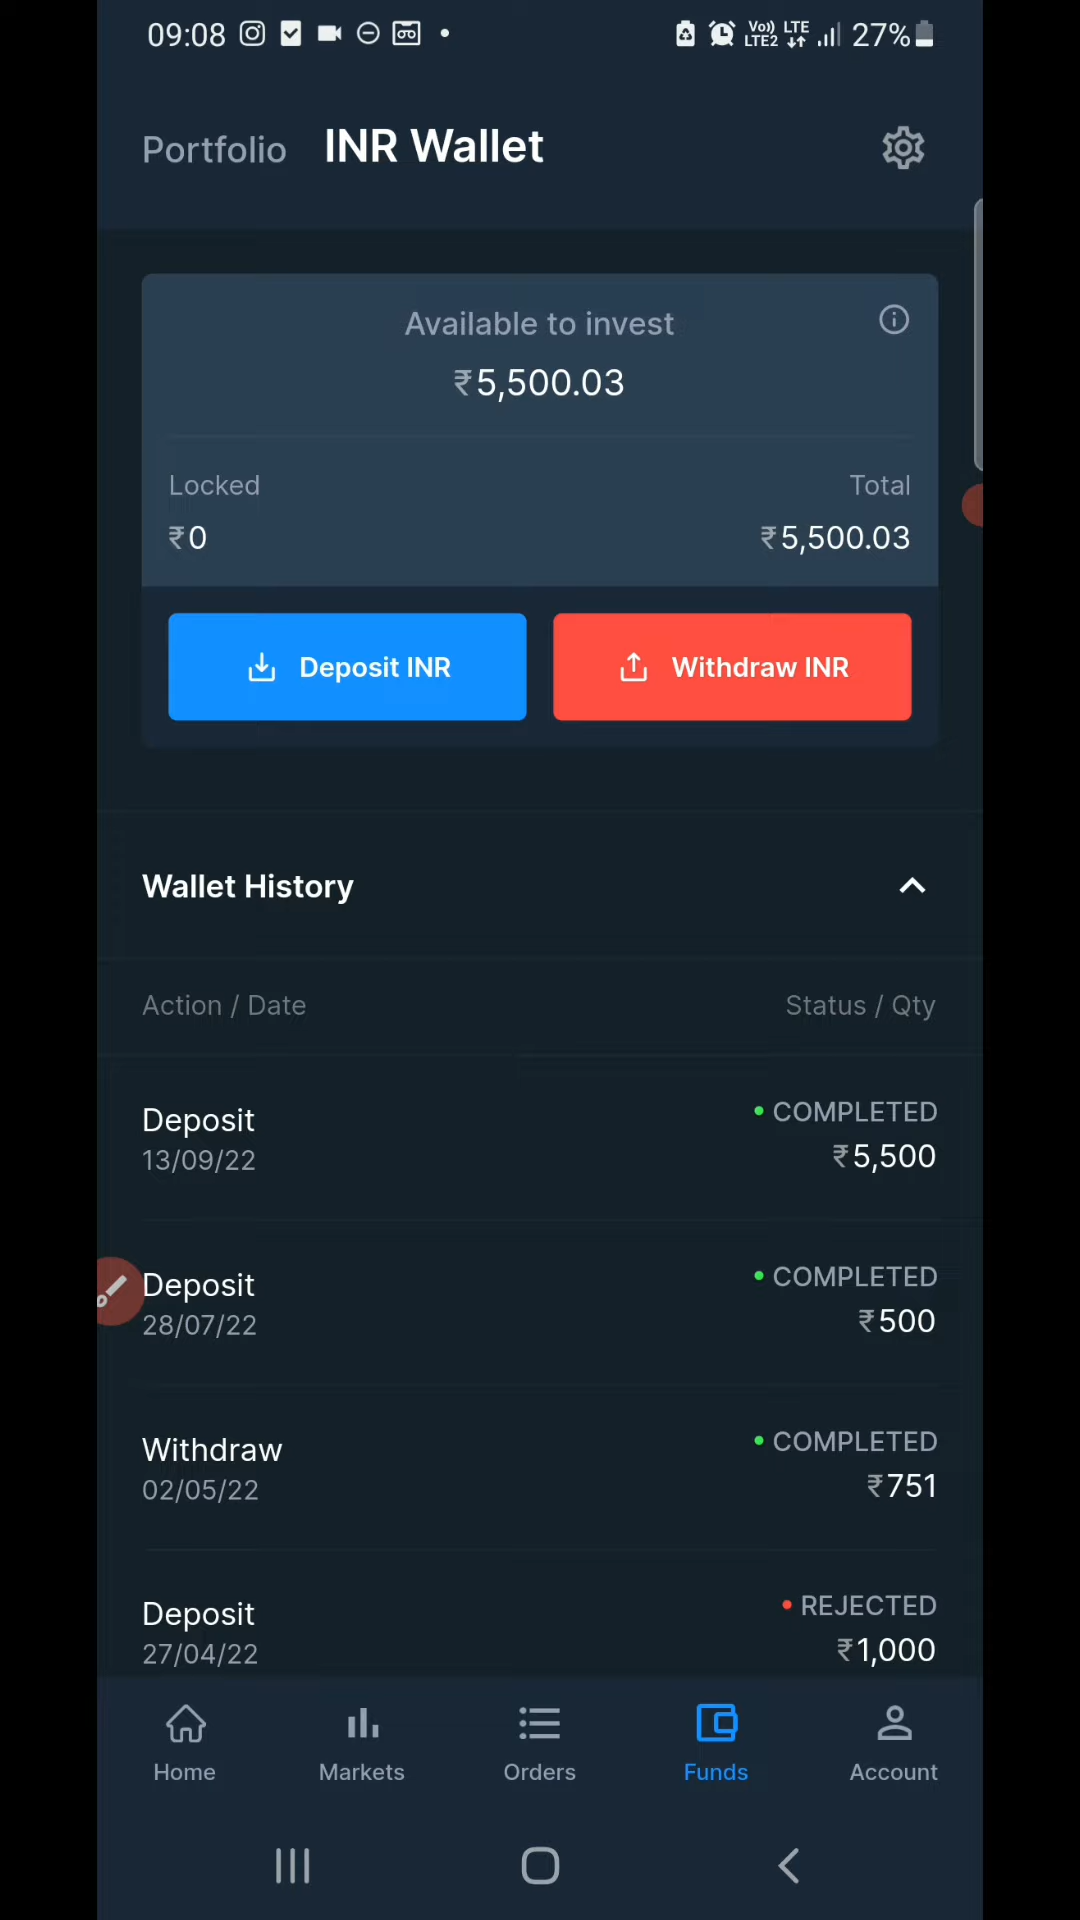 09:08 Vo)) LTE LTE2 27%
Portfolio INR Wallet
Available to invest
₹5,500.03
Locked Total
₹0 ₹5,500.03
Deposit INR Withdraw INR
Wallet History
Action / Date Status / Qty
Deposit COMPLETED
13/09/22 ₹5,500
Deposit COMPLETED
28/07/22 ₹500
Withdraw COMPLETED
02/05/22 ₹751
Deposit REJECTED
27/04/22 ₹1,000
Home Markets Orders Funds Account